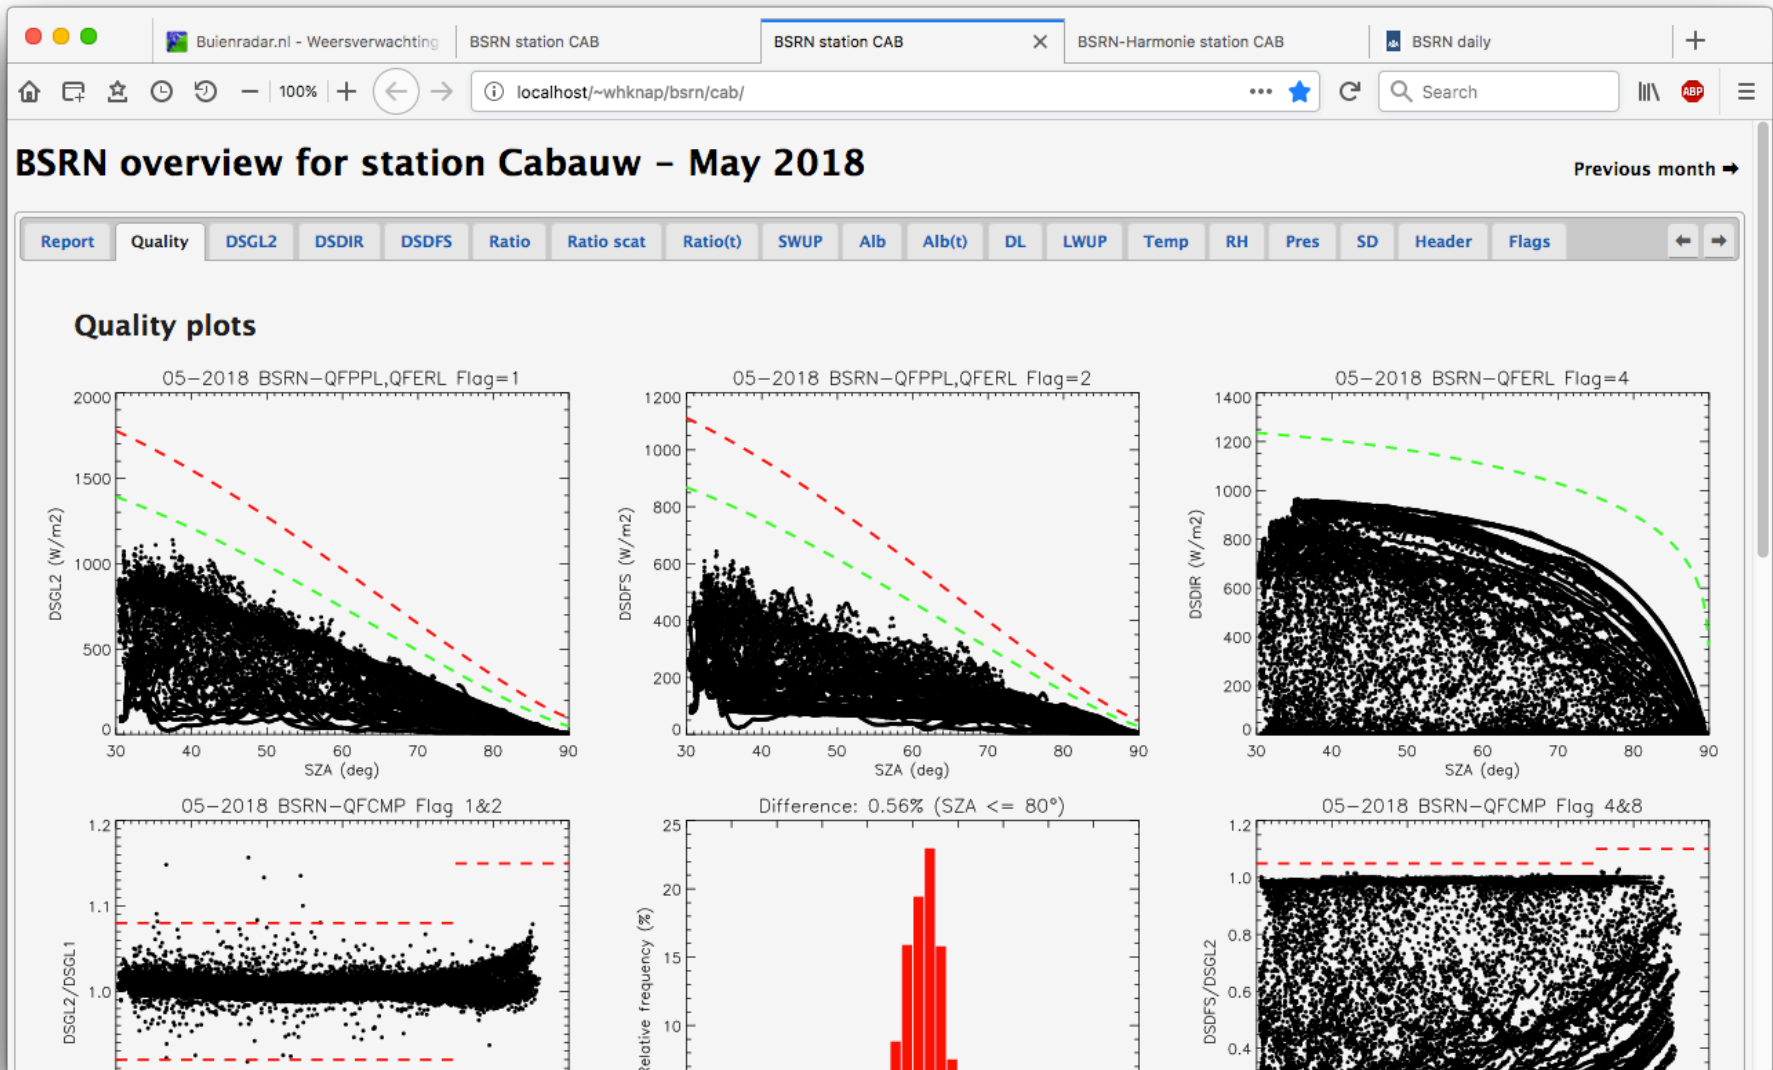 Buienradar.nl - Weersverwachting BSRN station CAB BSRN station CAB BSRN-Harmonie station CAB BSRN daily
100% localhost/~whknap/bsrn/cab/ Search ABP
BSRN overview for station Cabauw – May 2018
Previous month
Report Quality DSGL2 DSDIR DSDFS Ratio Ratio scat Ratio(t) SWUP Alb Alb(t) DL LWUP Temp RH Pres SD Header Flags
Quality plots
05-2018 BSRN-QFPPL,QFERL Flag=1
2000
1500
1000
500
0
DSGL2 (W/m2)
30 40 50 60 70 80 90
SZA (deg)
05-2018 BSRN-QFPPL,QFERL Flag=2
1200
1000
800
600
400
200
0
DSDFS (W/m2)
30 40 50 60 70 80 90
SZA (deg)
05-2018 BSRN-QFERL Flag=4
1400
1200
1000
800
600
400
200
0
DSDIR (W/m2)
30 40 50 60 70 80 90
SZA (deg)
05-2018 BSRN-QFCMP Flag 1&2
1.2
1.1
1.0
DSGL2/DSGL1
Difference: 0.56% (SZA <= 80°)
25
20
15
10
Relative frequency (%)
05-2018 BSRN-QFCMP Flag 4&8
1.2
1.0
0.8
0.6
0.4
DSDFS/DSGL2